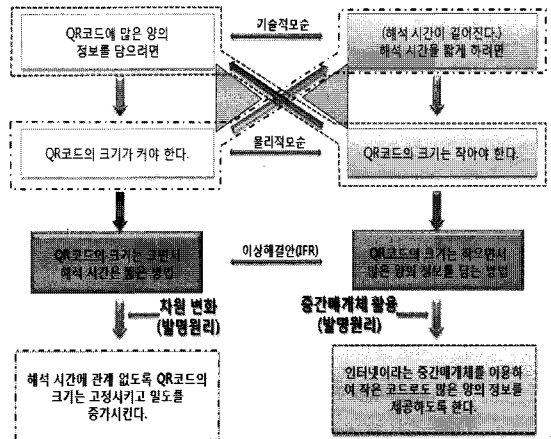 QR코드에 많은 양의
정보를 담으려면
기술적모순
(해석 시간이 길어진다.)
해석 시간을 짧게 하려면
QR코드의 크기가 커야 한다.
물리적모순
QR코드의 크기는 작아야 한다.
QR코드의 크기는 크면서
해석 시간은 짧은 방법
이상해결안(IFR)
QR코드의 크기는 작으면서
많은 양의 정보를 담는 방법
차원 변화
(발명원리)
중간매개체 활용
(발명원리)
해석 시간에 관계 없도록 QR코드의
크기는 고정시키고 밀도를
증가시킨다.
인터넷이라는 중간매개체를 이용하
여 작은 코드로도 많은 양의 정보를
제공하도록 한다.